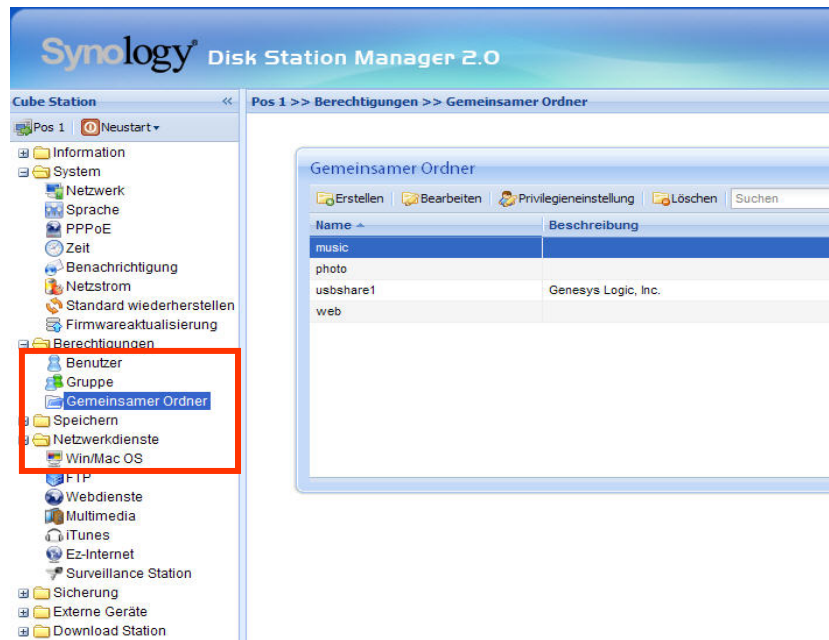 Synology Disk Station Manager 2.0
Cube Station «
Pos 1 Neustart
Information
System
Netzwerk
Sprache
PPPoE
Zeit
Benachrichtigung
Netzstrom
Standard wiederherstellen
Firmwareaktualisierung
Berechtigungen
Benutzer
Gruppe
Gemeinsamer Ordner
Speichern
Netzwerkdienste
Win/Mac OS
FTP
Webdienste
Multimedia
iTunes
Ez-Internet
Surveillance Station
Sicherung
Externe Geräte
Download Station
Pos 1 >> Berechtigungen >> Gemeinsamer Ordner
Gemeinsamer Ordner
Erstellen Bearbeiten Privilegieneinstellung Löschen Suchen
Name Beschreibung
music
photo
usbshare1 Genesys Logic, Inc.
web